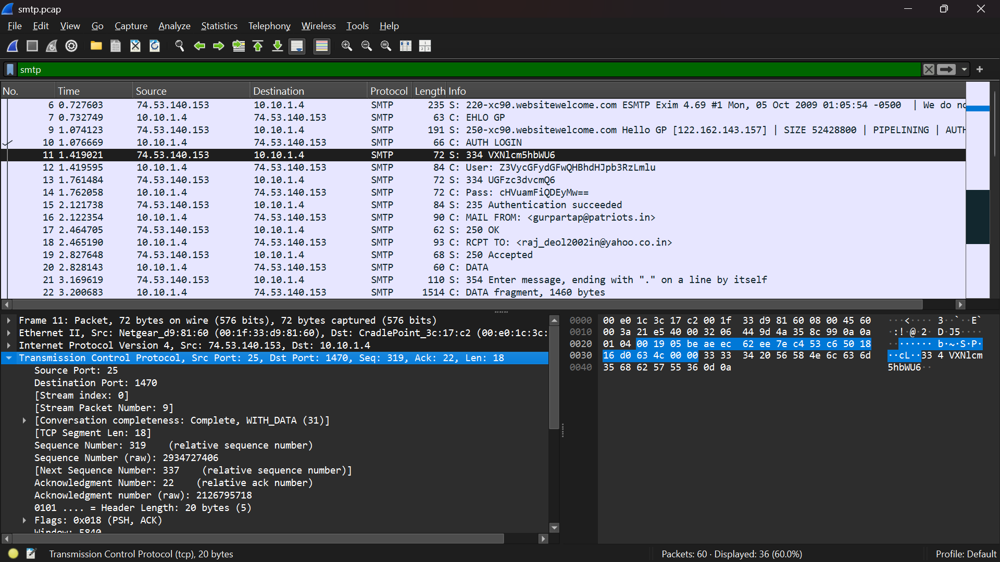 smtp.pcap
File Edit View Go Capture Analyze Statistics Telephony Wireless Tools Help
smtp
No. Time Source Destination Protocol Length Info
6 0.727603 74.53.140.153 10.10.1.4 SMTP 235 S: 220-xc90.websitewelcome.com ESMTP Exim 4.69 #1 Mon, 05 Oct 2009 01:05:54 -0500 | We do no
7 0.732749 10.10.1.4 74.53.140.153 SMTP 63 C: EHLO GP
9 1.074123 74.53.140.153 10.10.1.4 SMTP 191 S: 250-xc90.websitewelcome.com Hello GP [122.162.143.157] | SIZE 52428800 | PIPELINING | AUTH
10 1.076669 10.10.1.4 74.53.140.153 SMTP 66 C: AUTH LOGIN
11 1.419021 74.53.140.153 10.10.1.4 SMTP 72 S: 334 VXNlcm5hbWU6
12 1.419595 10.10.1.4 74.53.140.153 SMTP 84 C: User: Z3VycGFydGFwQHBhdHJpb3RzLmlu
13 1.761484 74.53.140.153 10.10.1.4 SMTP 72 S: 334 UGFzc3dvcmQ6
14 1.762058 10.10.1.4 74.53.140.153 SMTP 72 C: Pass: cHVuamFiQDEyMw==
15 2.121738 74.53.140.153 10.10.1.4 SMTP 84 S: 235 Authentication succeeded
16 2.122354 10.10.1.4 74.53.140.153 SMTP 90 C: MAIL FROM: <gurpartap@patriots.in>
17 2.464705 74.53.140.153 10.10.1.4 SMTP 62 S: 250 OK
18 2.465190 10.10.1.4 74.53.140.153 SMTP 93 C: RCPT TO: <raj_deol2002in@yahoo.co.in>
19 2.827648 74.53.140.153 10.10.1.4 SMTP 68 S: 250 Accepted
20 2.828143 10.10.1.4 74.53.140.153 SMTP 60 C: DATA
21 3.169619 74.53.140.153 10.10.1.4 SMTP 110 S: 354 Enter message, ending with "." on a line by itself
22 3.200683 10.10.1.4 74.53.140.153 SMTP 1514 C: DATA fragment, 1460 bytes
Frame 11: Packet, 72 bytes on wire (576 bits), 72 bytes captured (576 bits)
Ethernet II, Src: Netgear_d9:81:60 (00:1f:33:d9:81:60), Dst: CradlePoint_3c:17:c2 (00:e0:1c:3c:
Internet Protocol Version 4, Src: 74.53.140.153, Dst: 10.10.1.4
Transmission Control Protocol, Src Port: 25, Dst Port: 1470, Seq: 319, Ack: 22, Len: 18
Source Port: 25
Destination Port: 1470
[Stream index: 0]
[Stream Packet Number: 9]
[Conversation completeness: Complete, WITH_DATA (31)]
[TCP Segment Len: 18]
Sequence Number: 319 (relative sequence number)
Sequence Number (raw): 2934727406
[Next Sequence Number: 337 (relative sequence number)]
Acknowledgment Number: 22 (relative ack number)
Acknowledgment number (raw): 2126795718
0101 .... = Header Length: 20 bytes (5)
Flags: 0x018 (PSH, ACK)
Window: 5840
0000 00 e0 1c 3c 17 c2 00 1f 33 d9 81 60 08 00 45 60 ···<···· 3··`··E`
0010 00 3a 21 e5 40 00 32 06 44 9d 4a 35 8c 99 0a 0a ·:!·@·2· D·J5····
0020 01 04 00 19 05 be ae ec 62 ee 7e c4 53 c6 50 18 ········ b·~·S·P·
0030 16 d0 63 4c 00 00 33 33 34 20 56 58 4e 6c 63 6d ··cL··33 4 VXNlcm
0040 35 68 62 57 55 36 0d 0a 5hbWU6··
Transmission Control Protocol (tcp), 20 bytes
Packets: 60 · Displayed: 36 (60.0%)
Profile: Default